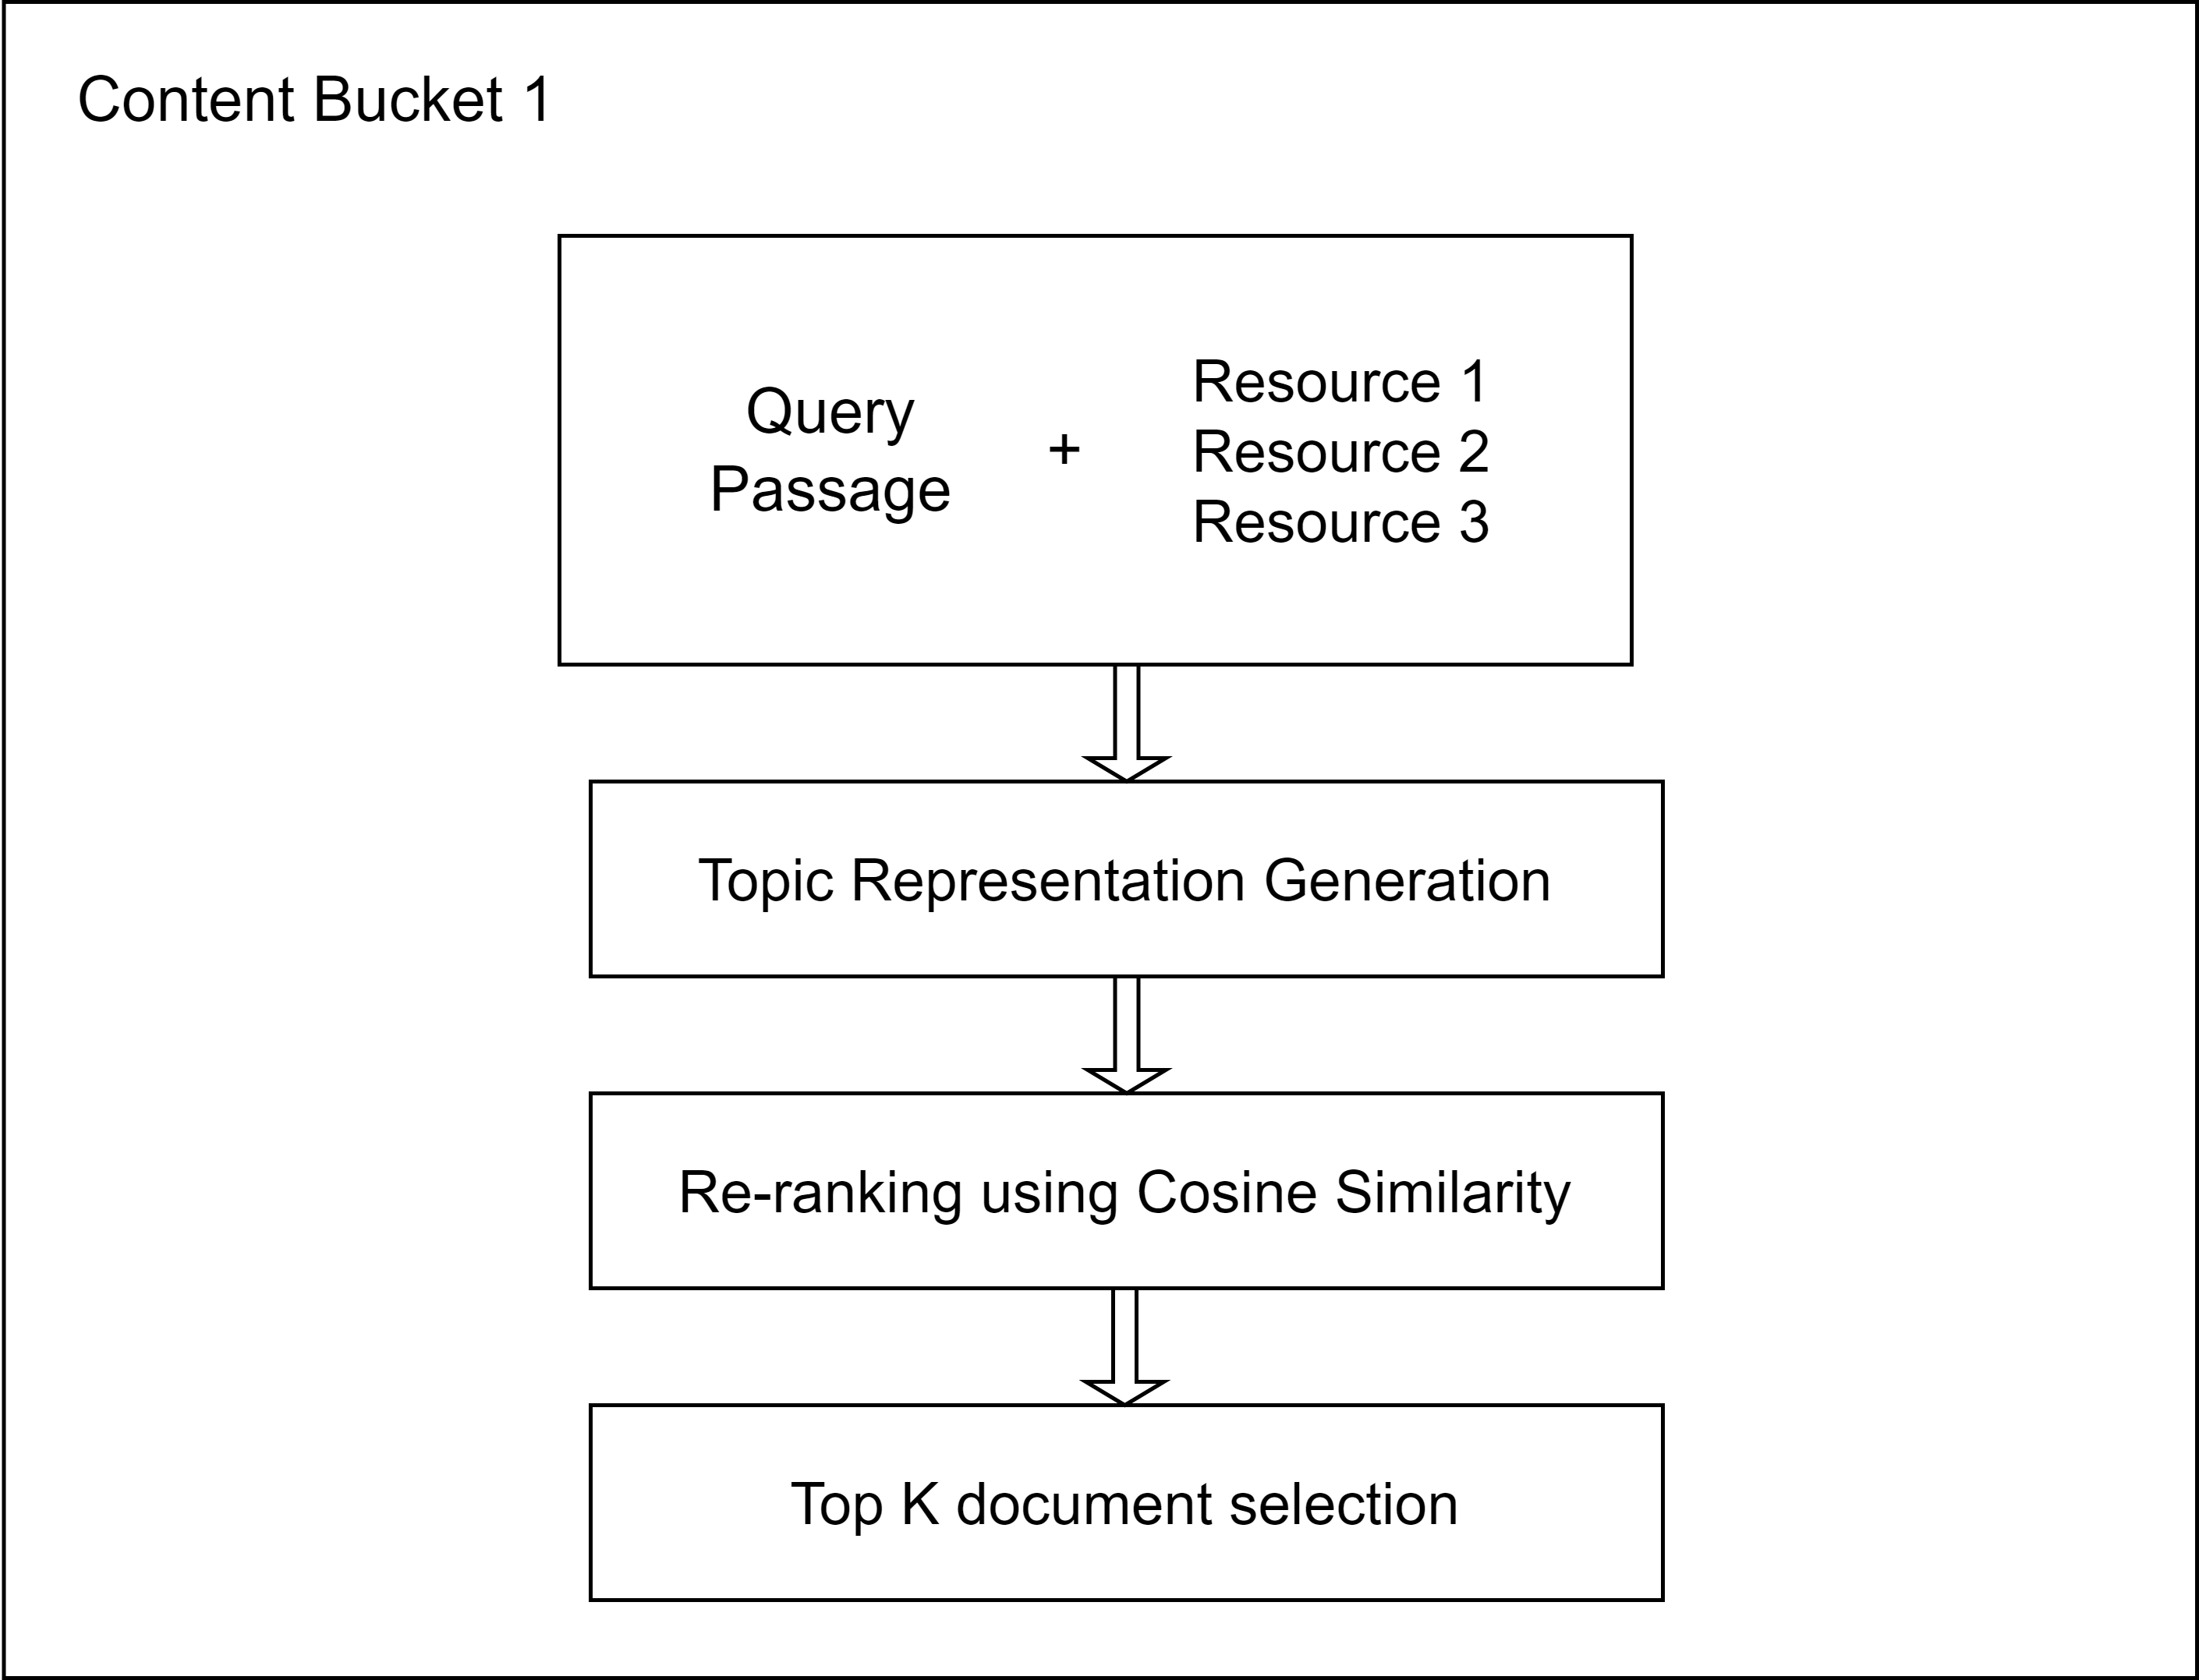 Content Bucket 1
Query
Passage
+
Resource 1
Resource 2
Resource 3
Topic Representation Generation
Re-ranking using Cosine Similarity
Top K document selection